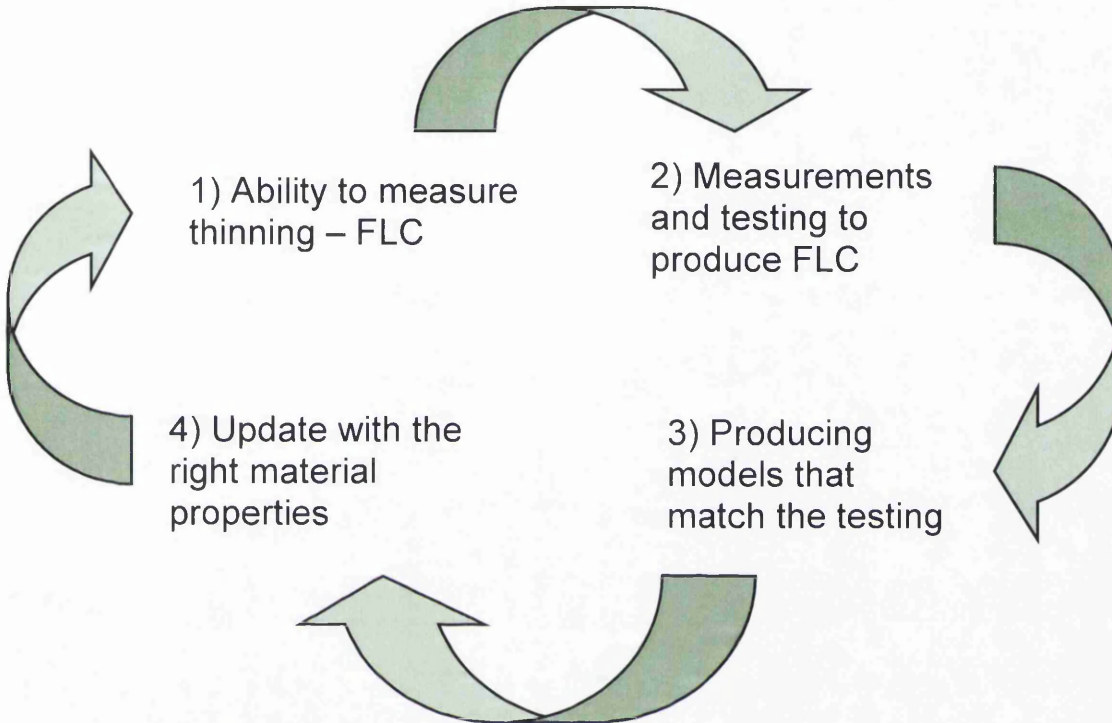 1) Ability to measure
thinning – FLC
2) Measurements
and testing to
produce FLC
3) Producing
models that
match the testing
4) Update with the
right material
properties